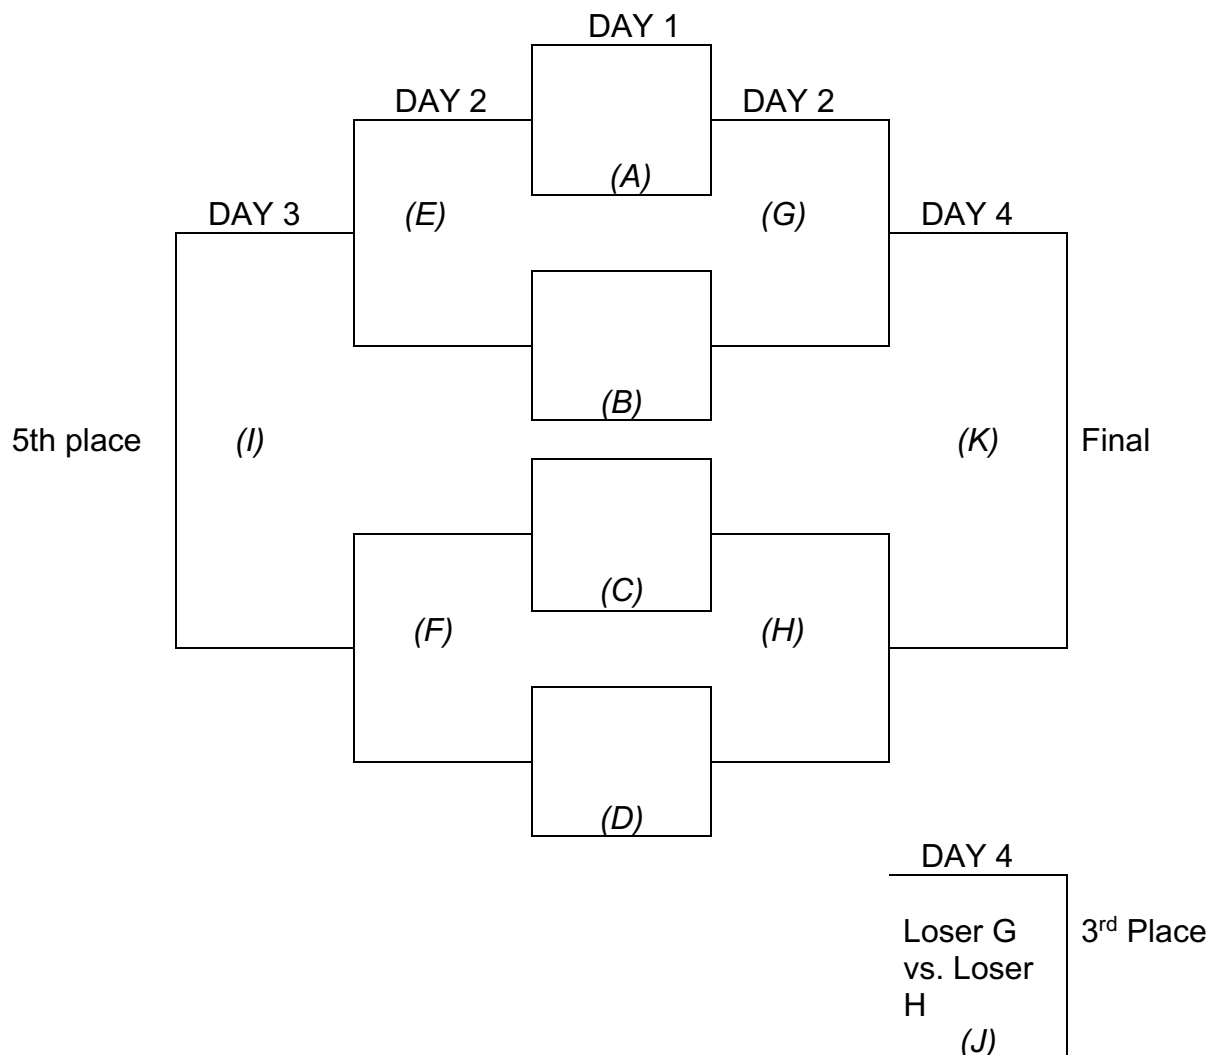 DAY 1
DAY 2
DAY 2
(A)
DAY 3
(E)
(G)
DAY 4
(B)
5th place
(I)
(K)
Final
(C)
(F)
(H)
(D)
DAY 4
Loser G
vs. Loser
H
(J)
3rd Place